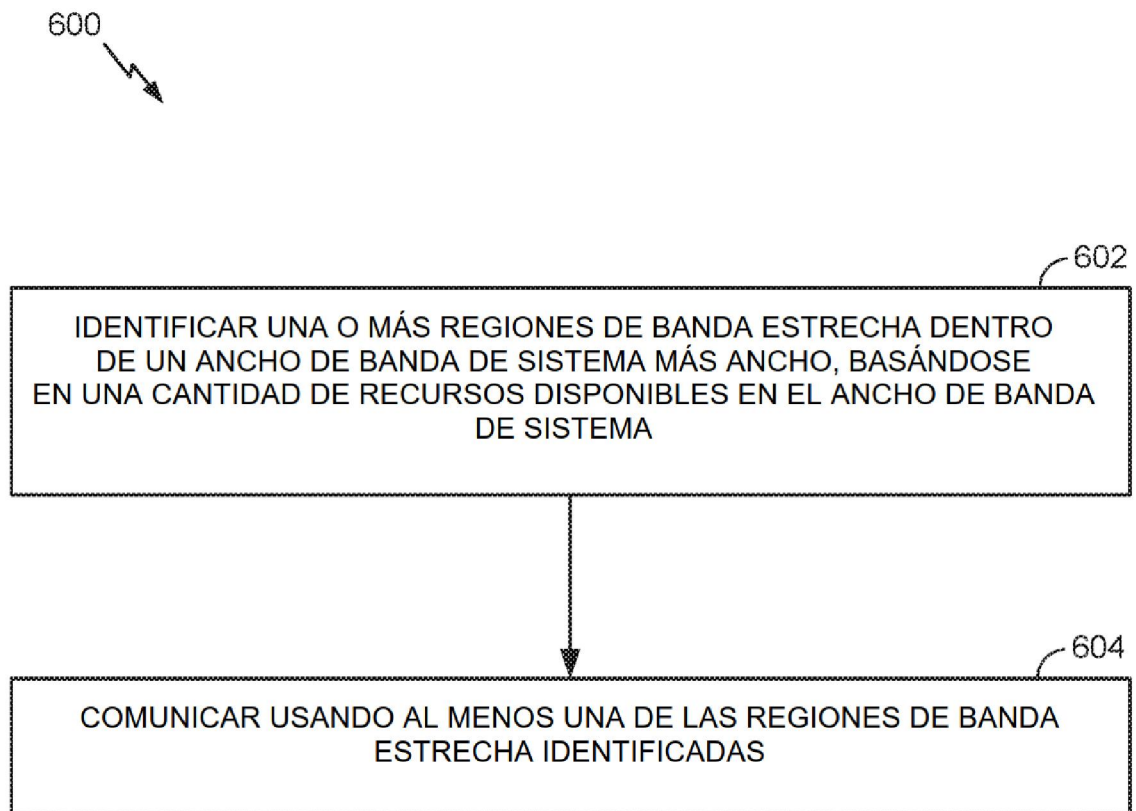 600
602
IDENTIFICAR UNA O MÁS REGIONES DE BANDA ESTRECHA DENTRO
DE UN ANCHO DE BANDA DE SISTEMA MÁS ANCHO, BASÁNDOSE
EN UNA CANTIDAD DE RECURSOS DISPONIBLES EN EL ANCHO DE BANDA
DE SISTEMA
604
COMUNICAR USANDO AL MENOS UNA DE LAS REGIONES DE BANDA
ESTRECHA IDENTIFICADAS